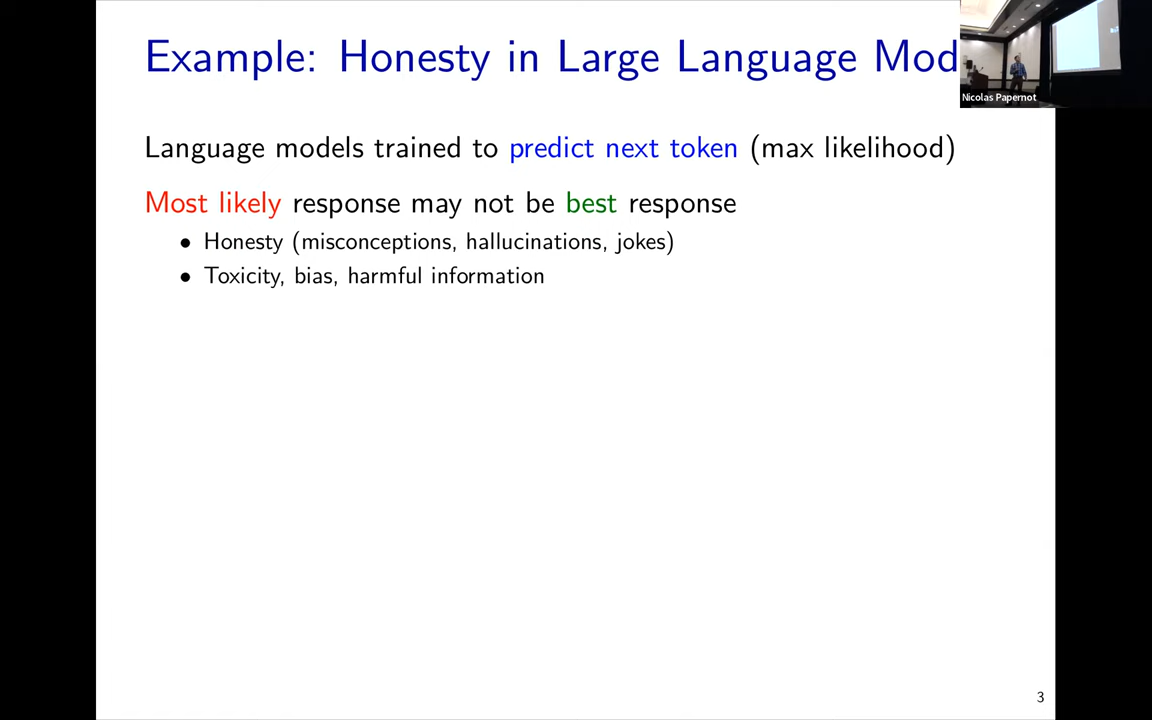 Example: Honesty in Large Language Mod
Nicolas Papernot
Language models trained to predict next token (max likelihood)
Most likely response may not be best response
• Honesty (misconceptions, hallucinations, jokes)
• Toxicity, bias, harmful information
3